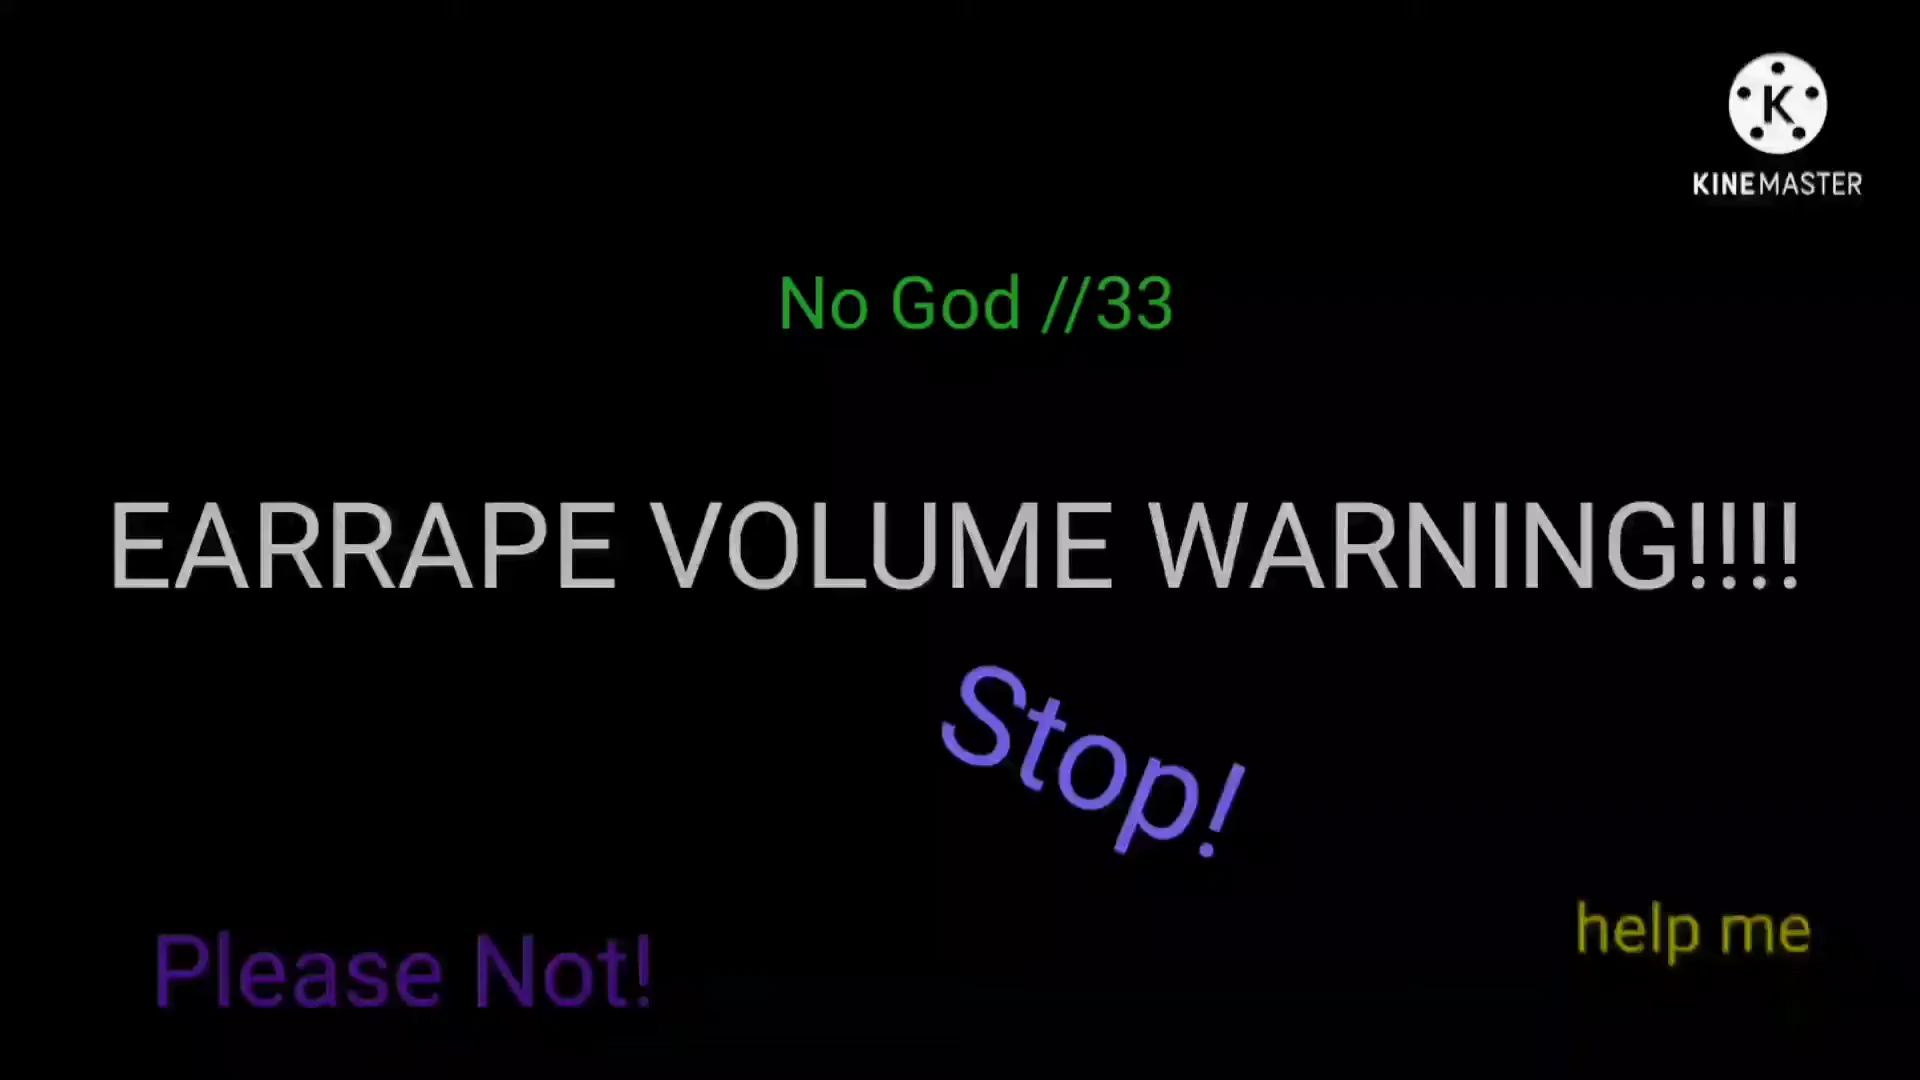 K
KINEMASTER
No God //33
EARRAPE VOLUME WARNING!!!!
Stop!
help me
Please Not!